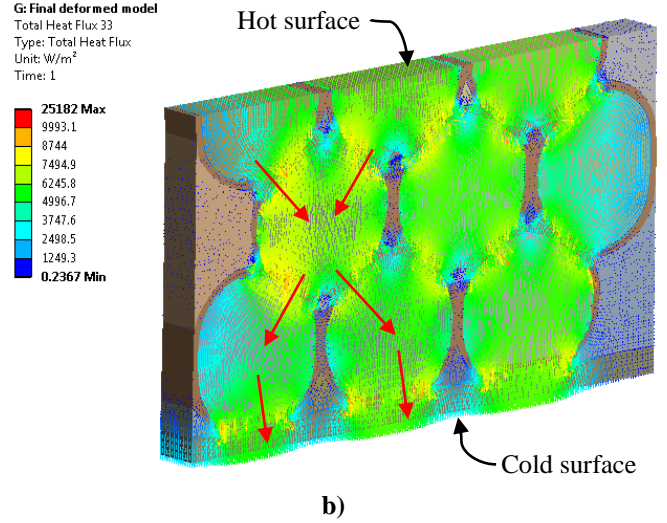 G: Final deformed model
Total Heat Flux 33
Type: Total Heat Flux
Unit: W/m²
Time: 1
25182 Max
9993.1
8744
7494.9
6245.8
4996.7
3747.6
2498.5
1249.3
0.2367 Min
Hot surface
Cold surface
b)